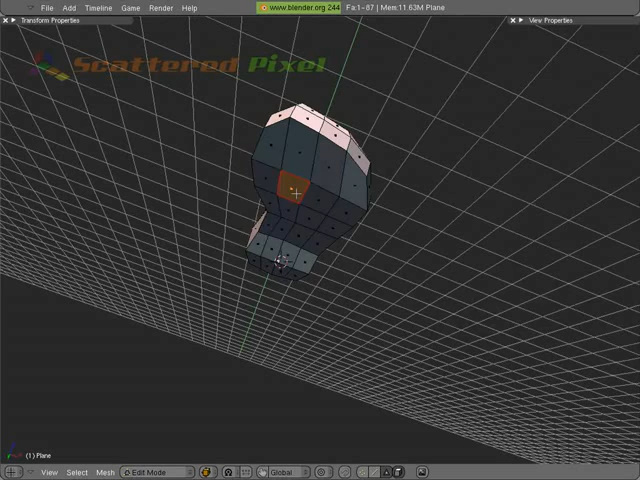 File Add Timeline Game Render Help www.blender.org 244 Fa:1-87 | Mem:11.63M Plane
Transform Properties View Properties
Scattered Pixel
(1) Plane
View Select Mesh Edit Mode Global